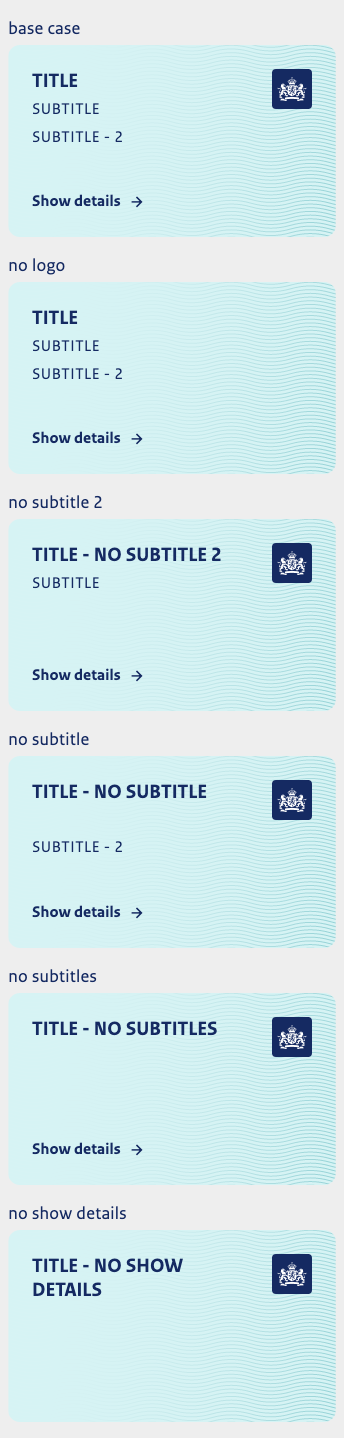 base case
TITLE
SUBTITLE
SUBTITLE - 2
Show details →
no logo
TITLE
SUBTITLE
SUBTITLE - 2
Show details →
no subtitle 2
TITLE - NO SUBTITLE 2
SUBTITLE
Show details →
no subtitle
TITLE - NO SUBTITLE
SUBTITLE - 2
Show details →
no subtitles
TITLE - NO SUBTITLES
Show details →
no show details
TITLE - NO SHOW
DETAILS